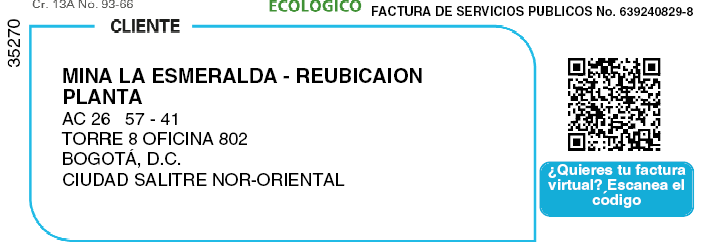 Cr. 13A No. 93-66
ECOLOGICO
FACTURA DE SERVICIOS PUBLICOS No. 639240829-8
35270
CLIENTE
MINA LA ESMERALDA - REUBICAION
PLANTA
AC 26 57 - 41
TORRE 8 OFICINA 802
BOGOTÁ, D.C.
CIUDAD SALITRE NOR-ORIENTAL
¿Quieres tu factura
virtual? Escanea el
código